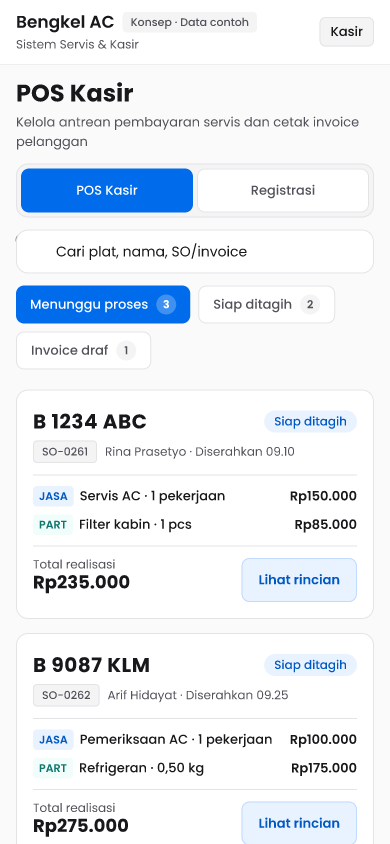 Bengkel AC Konsep · Data contoh
Sistem Servis & Kasir
Kasir
POS Kasir
Kelola antrean pembayaran servis dan cetak invoice
pelanggan
POS Kasir Registrasi
Cari plat, nama, SO/invoice
Menunggu proses 3 Siap ditagih 2
Invoice draf 1
B 1234 ABC Siap ditagih
SO-0261 Rina Prasetyo · Diserahkan 09.10
JASA Servis AC · 1 pekerjaan Rp150.000
PART Filter kabin · 1 pcs Rp85.000
Total realisasi
Rp235.000 Lihat rincian
B 9087 KLM Siap ditagih
SO-0262 Arif Hidayat · Diserahkan 09.25
JASA Pemeriksaan AC · 1 pekerjaan Rp100.000
PART Refrigeran · 0,50 kg Rp175.000
Total realisasi
Rp275.000 Lihat rincian